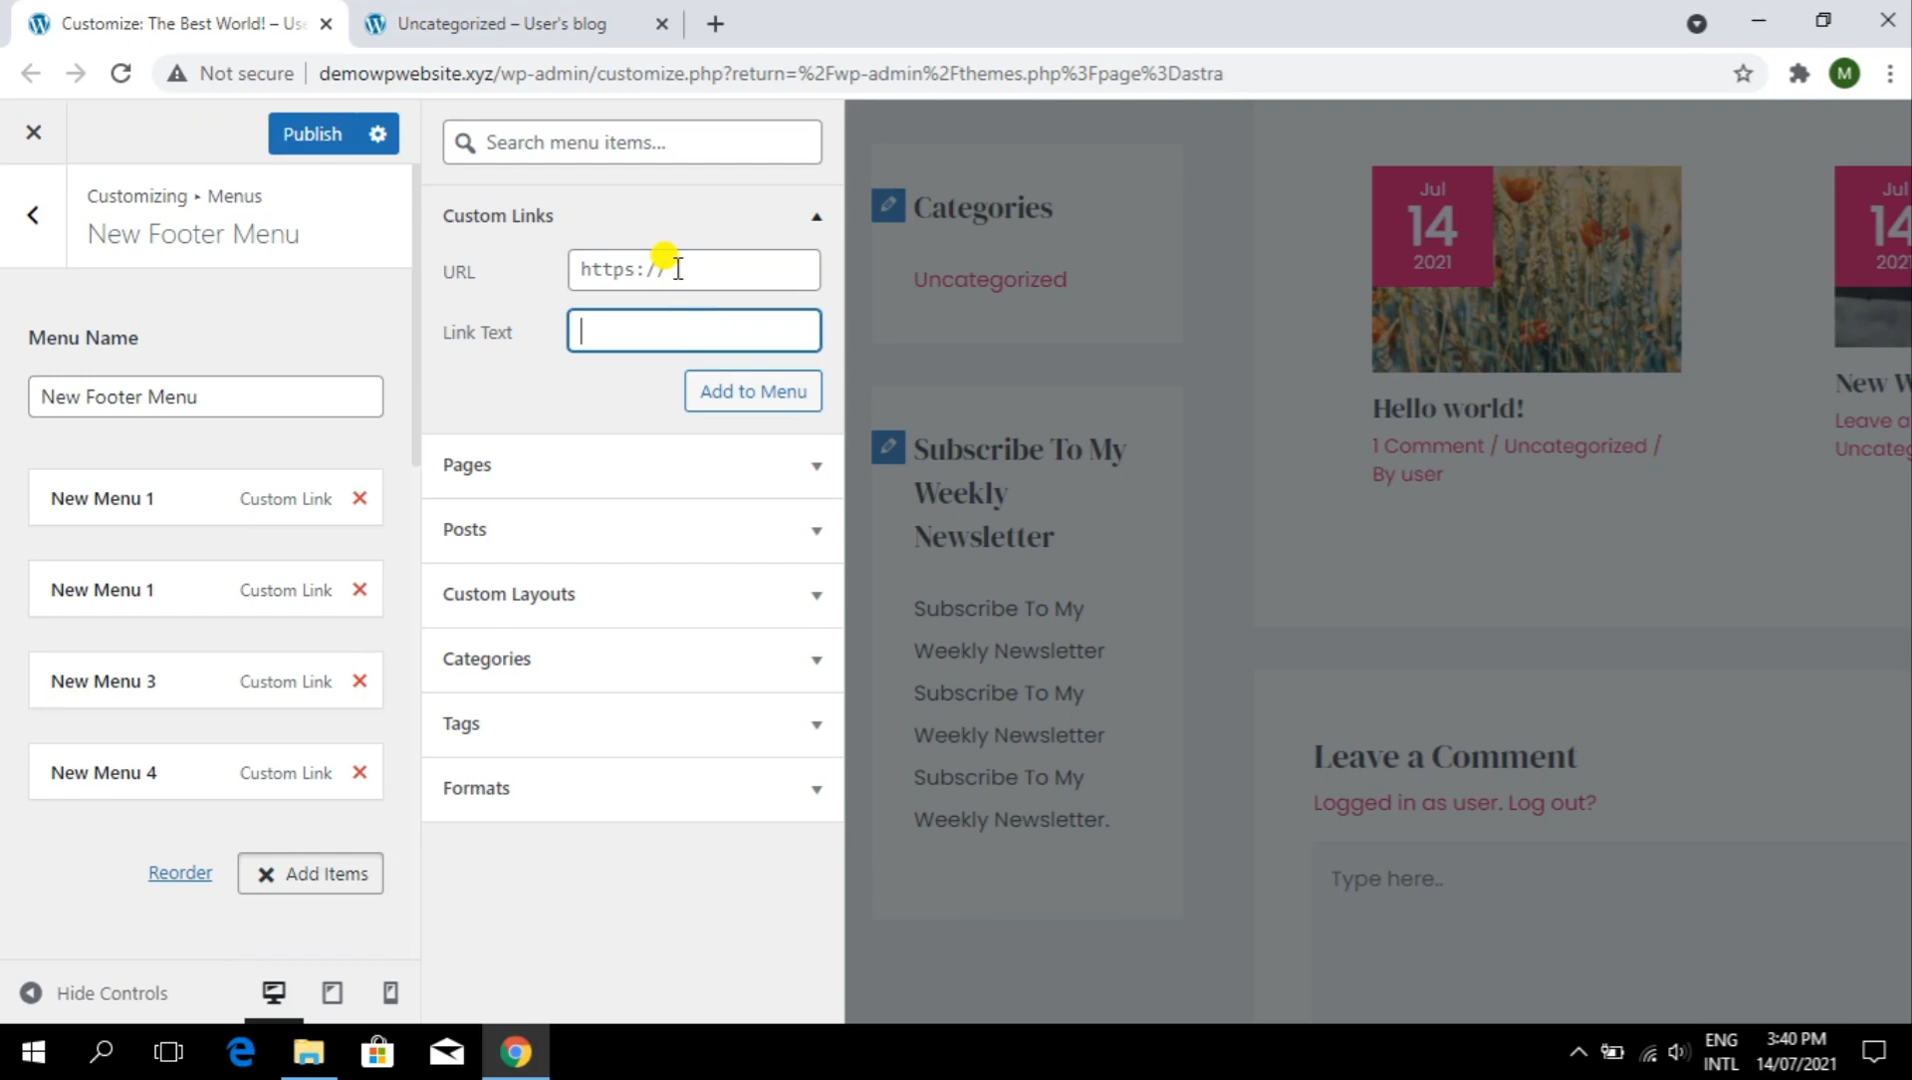 Customize: The Best World! – Use
Uncategorized – User's blog
Not secure
demowpwebsite.xyz/wp-admin/customize.php?return=%2Fwp-admin%2Fthemes.php%3Fpage%3Dastra
M
Publish
Customizing ▸ Menus
New Footer Menu
Menu Name
New Footer Menu
New Menu 1 Custom Link
New Menu 1 Custom Link
New Menu 3 Custom Link
New Menu 4 Custom Link
Reorder
Add Items
Hide Controls
Search menu items...
Custom Links
URL
https://
Link Text
Add to Menu
Pages
Posts
Custom Layouts
Categories
Tags
Formats
Categories
Uncategorized
Subscribe To My
Weekly
Newsletter
Subscribe To My
Weekly Newsletter
Subscribe To My
Weekly Newsletter
Subscribe To My
Weekly Newsletter.
Jul
14
2021
Hello world!
1 Comment / Uncategorized /
By user
Jul
14
2021
New W
Leave a
Uncateg
Leave a Comment
Logged in as user. Log out?
Type here..
ENG
INTL
3:40 PM
14/07/2021